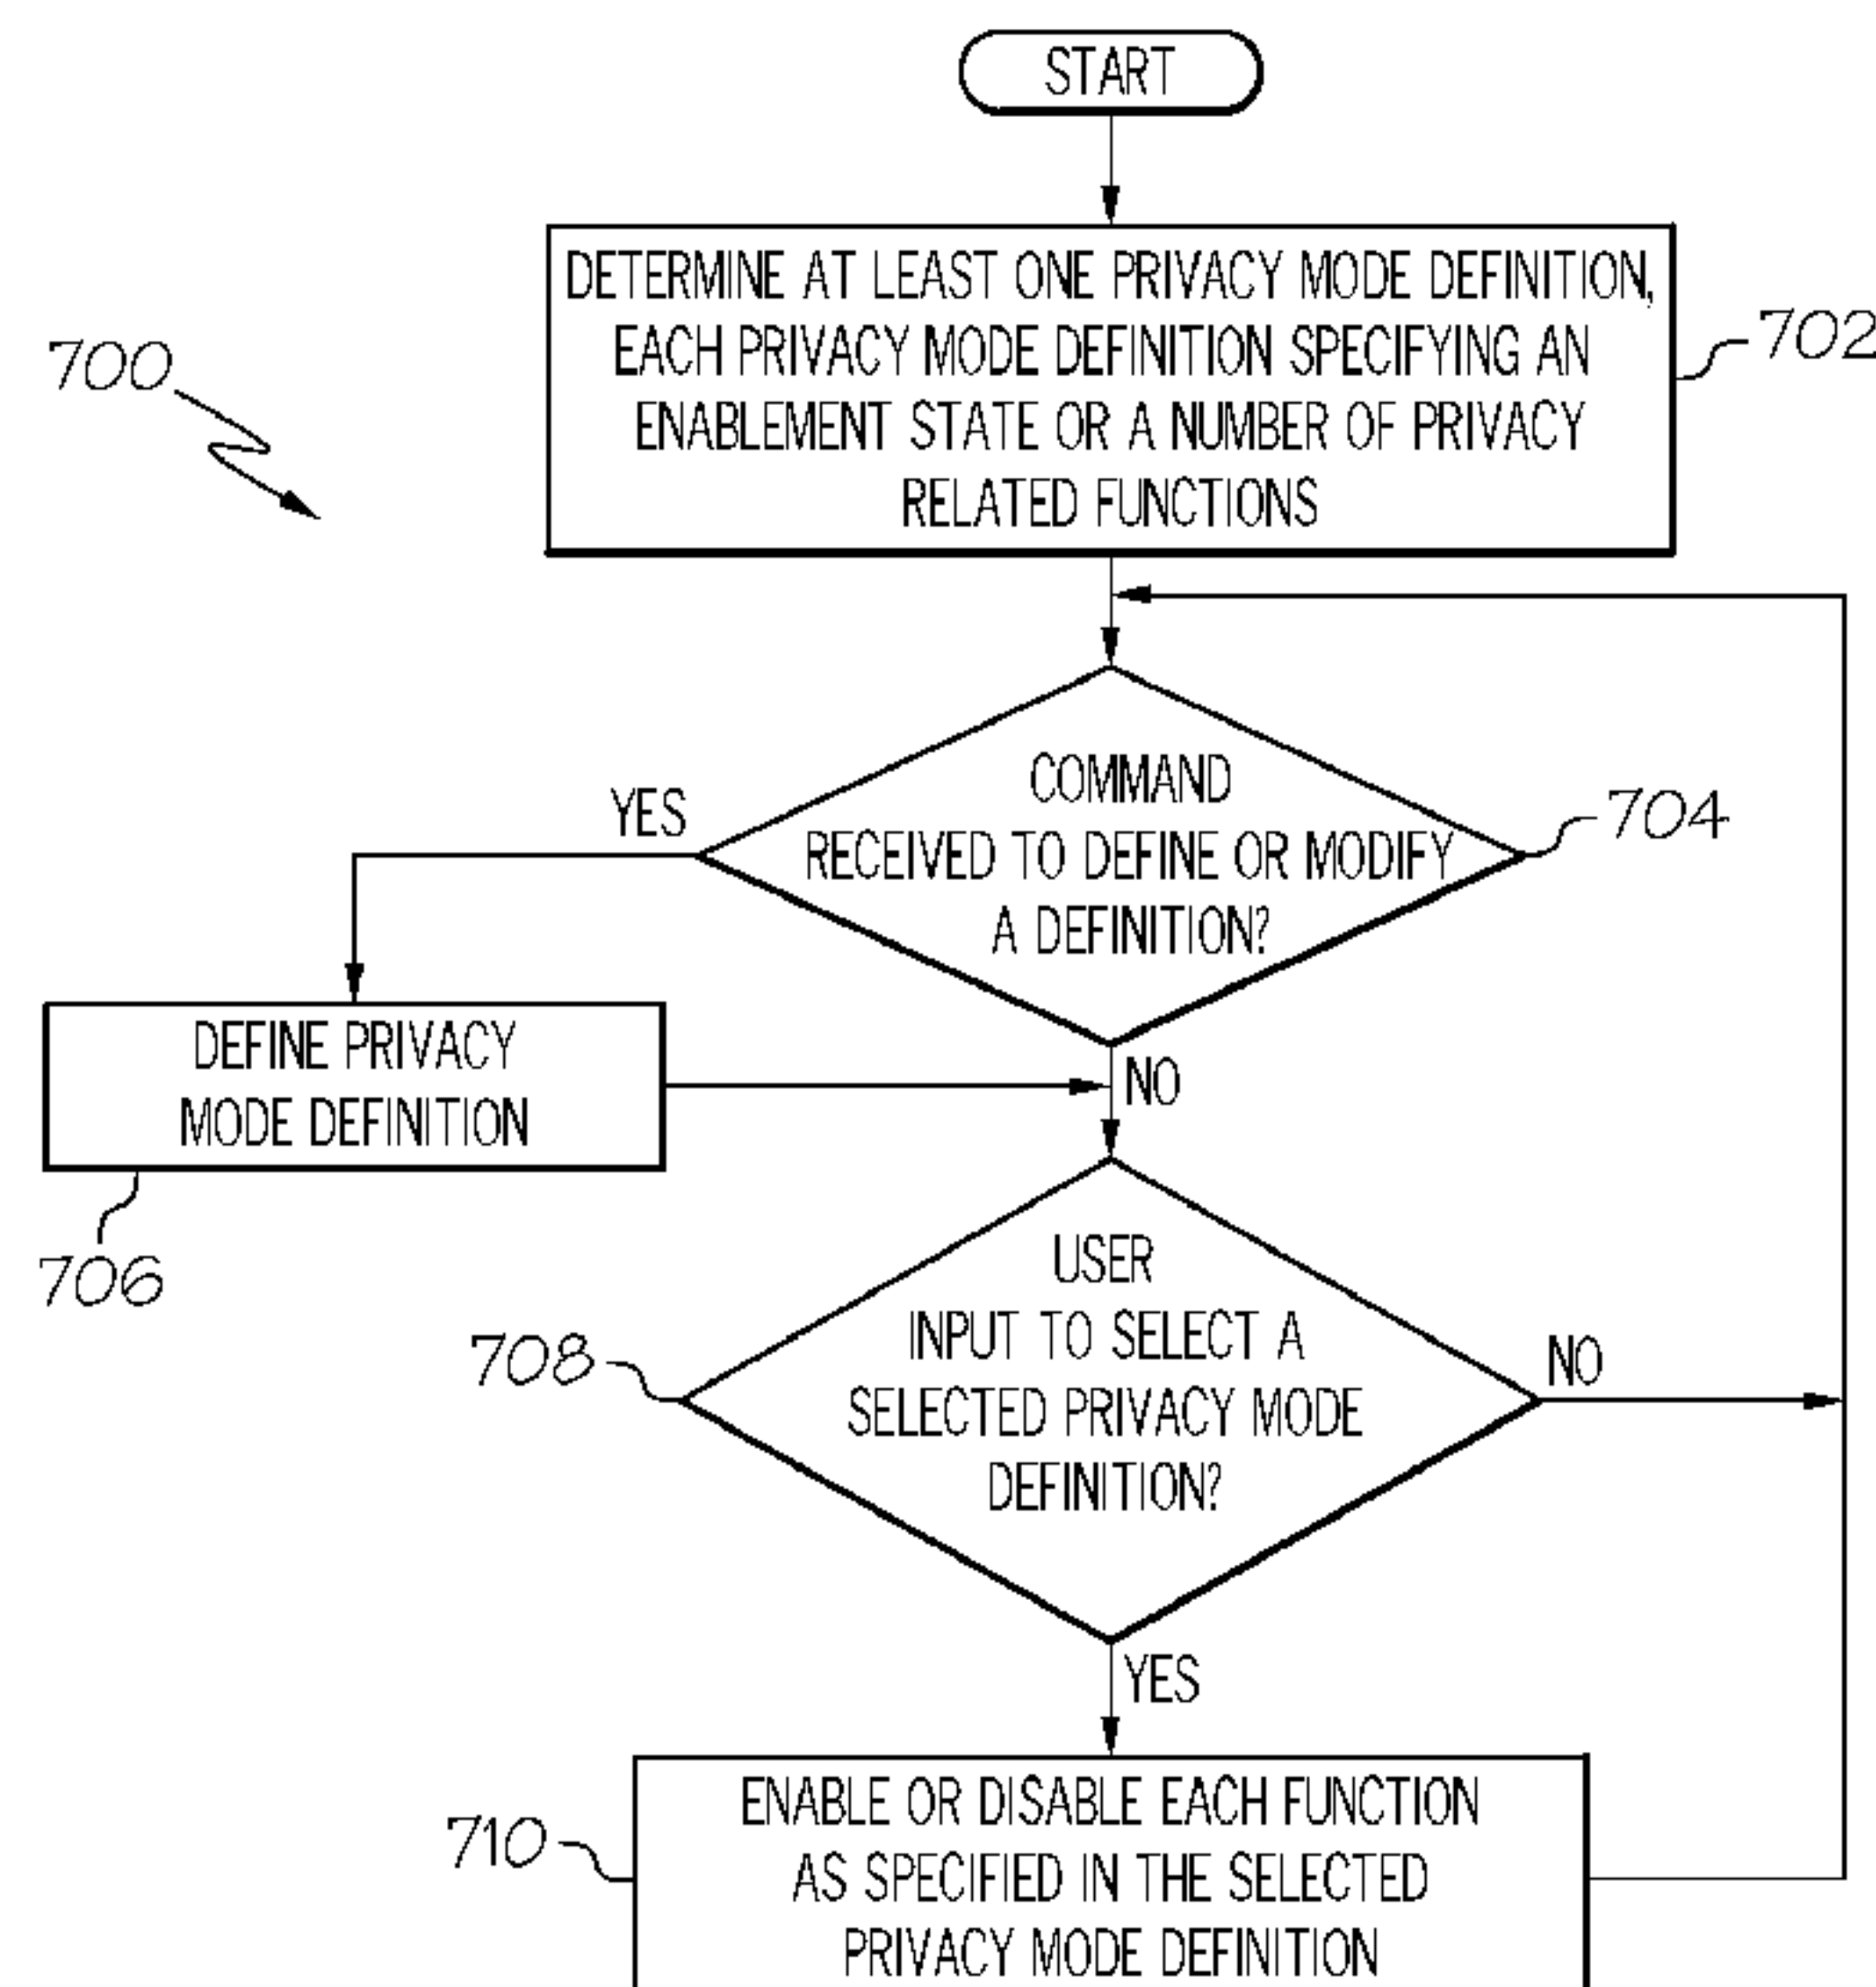 START
DETERMINE AT LEAST ONE PRIVACY MODE DEFINITION,
EACH PRIVACY MODE DEFINITION SPECIFYING AN
ENABLEMENT STATE OR A NUMBER OF PRIVACY
RELATED FUNCTIONS
702
700
COMMAND
RECEIVED TO DEFINE OR MODIFY
A DEFINITION?
704
YES
NO
DEFINE PRIVACY
MODE DEFINITION
706
USER
INPUT TO SELECT A
SELECTED PRIVACY MODE
DEFINITION?
708
NO
YES
ENABLE OR DISABLE EACH FUNCTION
AS SPECIFIED IN THE SELECTED
PRIVACY MODE DEFINITION
710